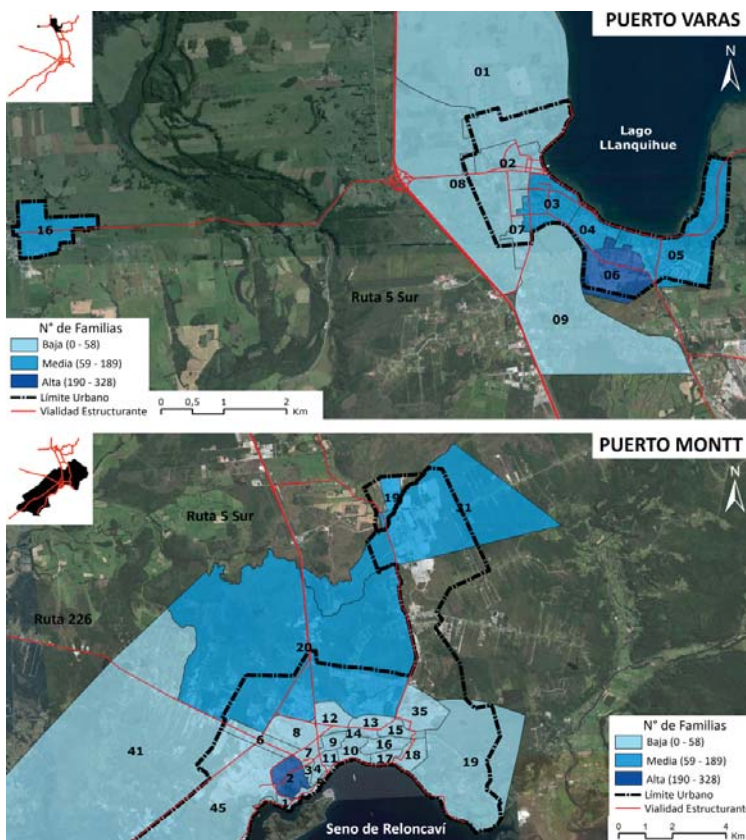 PUERTO VARAS
N
01
Lago
LLanquihue
02
08
03
16
07
04
05
06
Ruta 5 Sur
09
N° de Familias
Baja (0 - 58)
Media (59 - 189)
Alta (190 - 328)
Límite Urbano
Vialidad Estructurante
0 0,5 1 2
Km
PUERTO MONTT
N
19
21
Ruta 5 Sur
Ruta 226
20
35
12
13
41
6
8
14
15
9
16
7
10
19
11
17
18
3
4
2
5
45
1
Seno de Reloncaví
N° de Familias
Baja (0 - 58)
Media (59 - 189)
Alta (190 - 328)
Límite Urbano
Vialidad Estructurante
0 1 2 4
Km